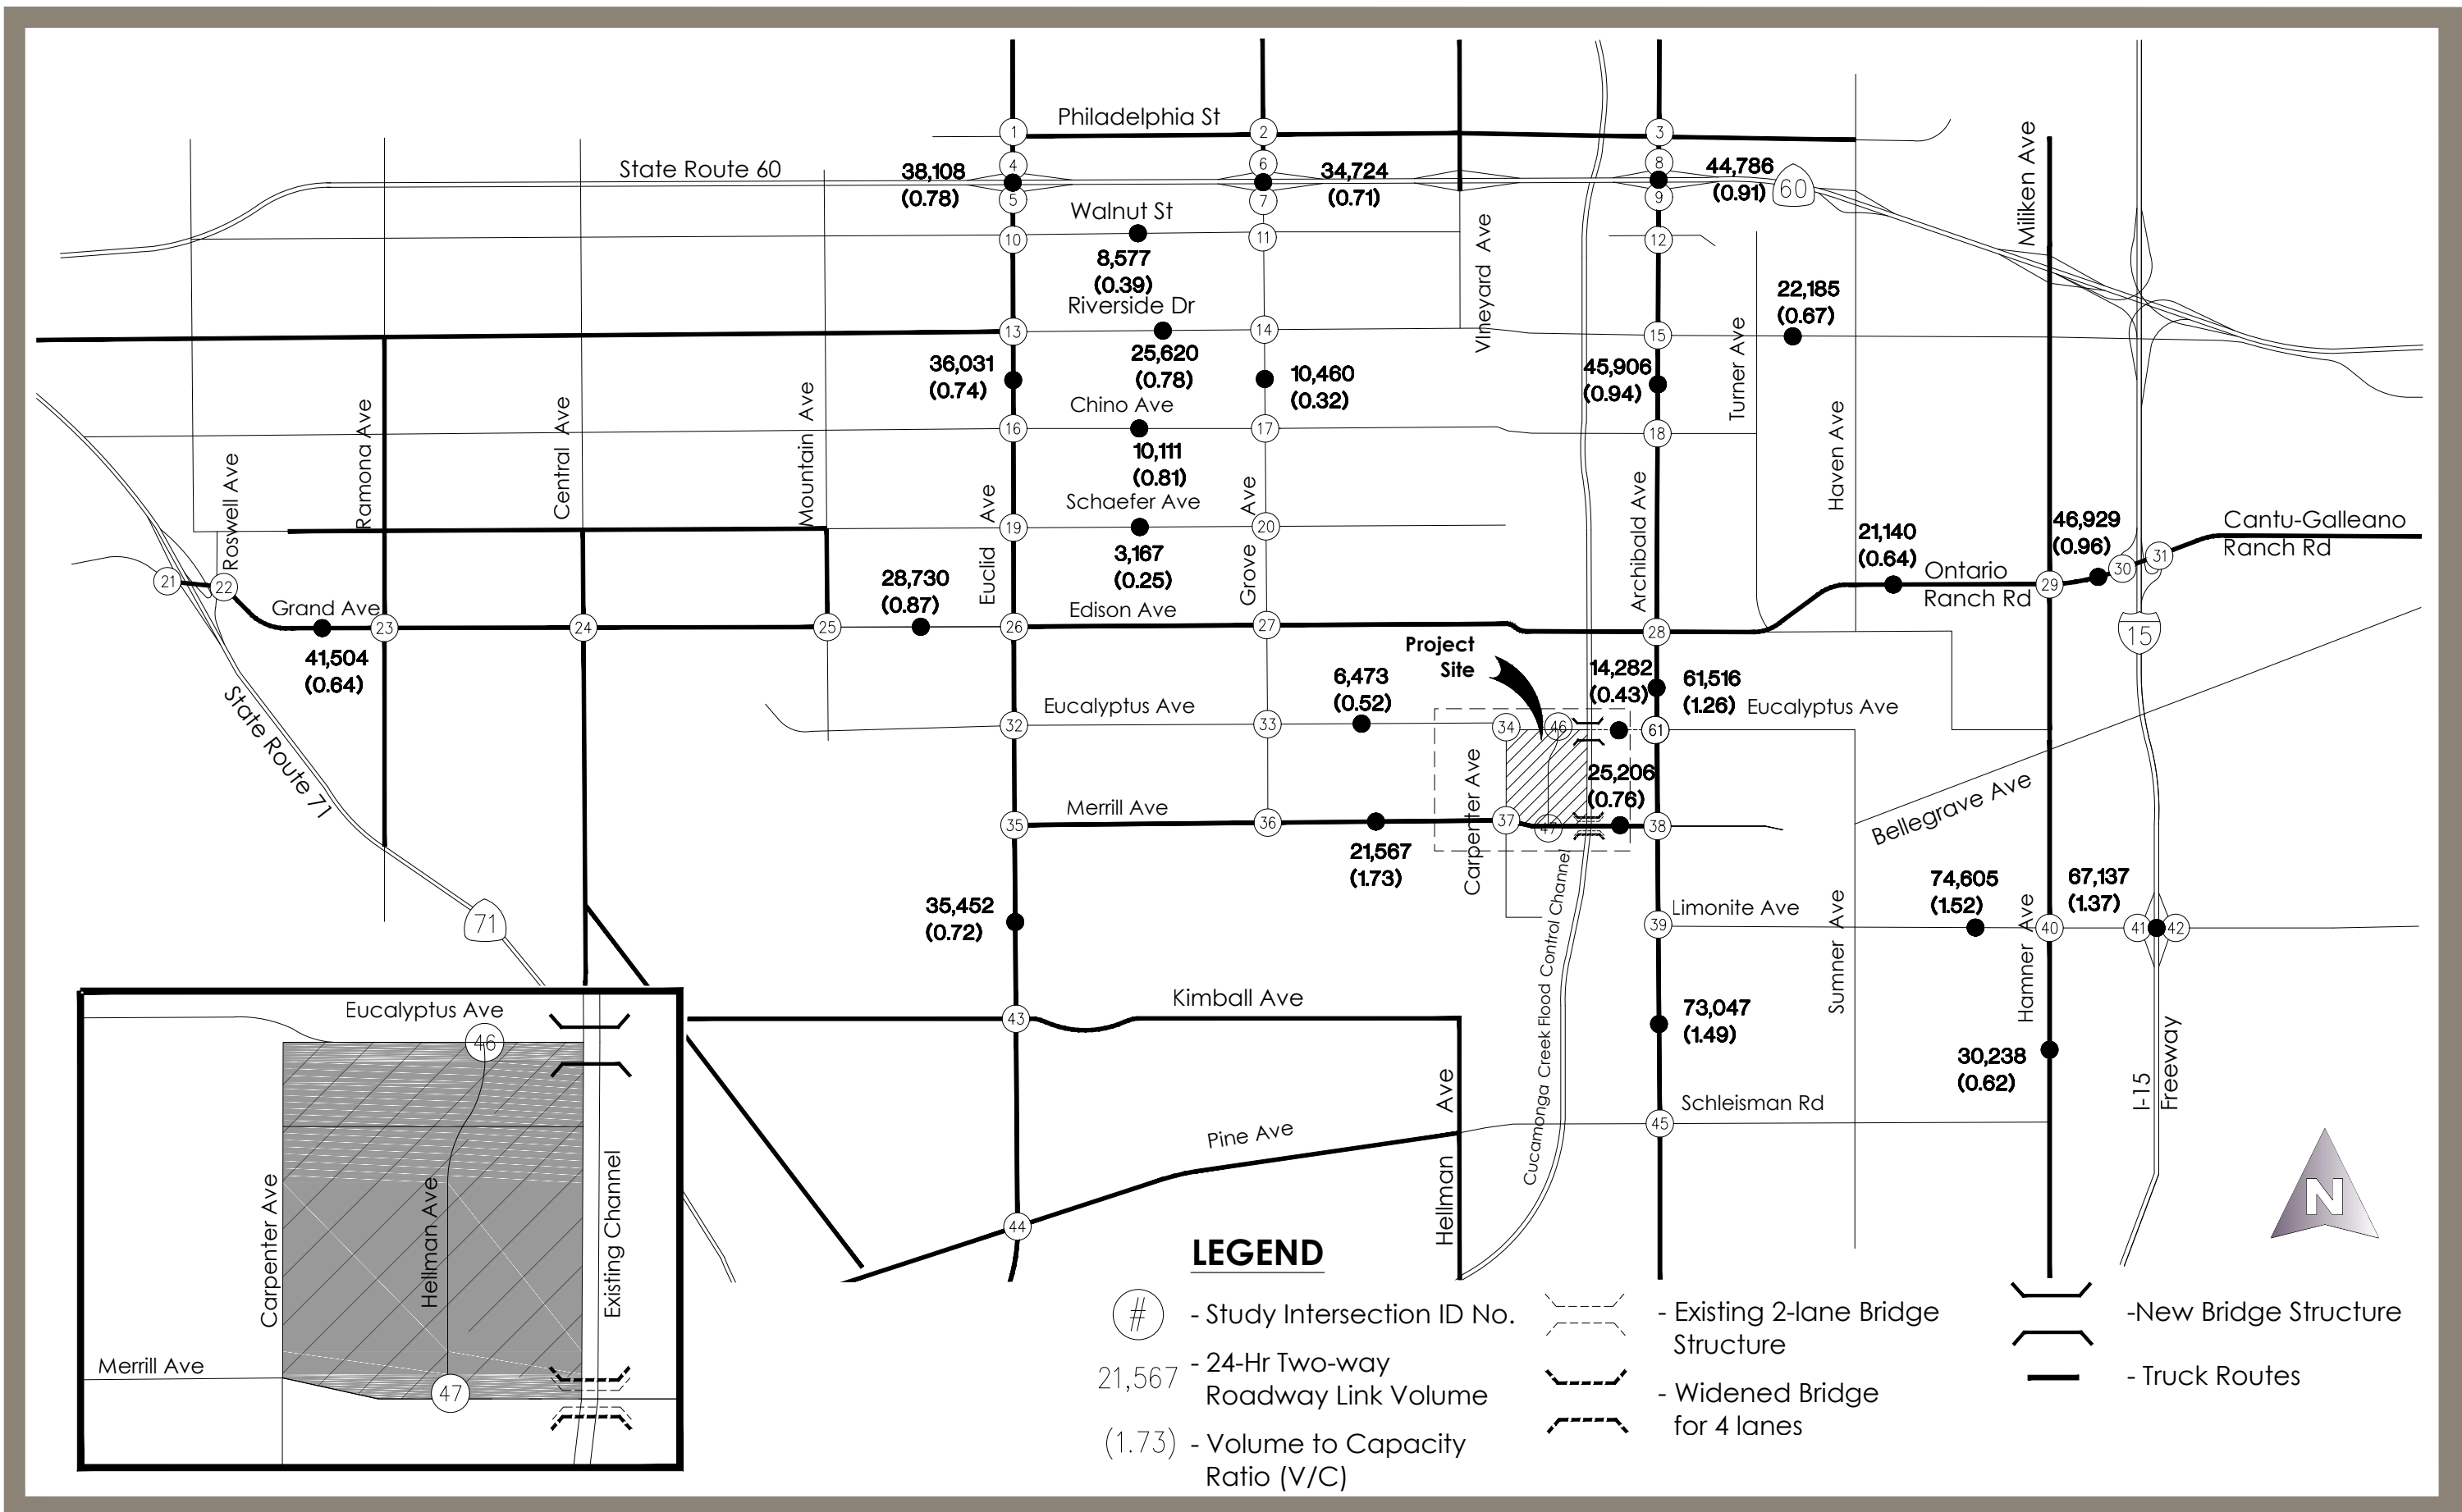 Philadelphia St
1
2
3
Miliken Ave
State Route 60
38,108
(0.78)
4
5
6
7
34,724
(0.71)
8
9
44,786
(0.91)
60
Walnut St
10
11
12
8,577
(0.39)
VIneyard Ave
Riverside Dr
22,185
(0.67)
13
14
15
36,031
(0.74)
25,620
(0.78)
10,460
(0.32)
45,906
(0.94)
Turner Ave
Chino Ave
Ramona Ave
Central Ave
Mountain Ave
16
17
18
Haven Ave
10,111
(0.81)
Roswell Ave
Schaefer Ave
Euclid Ave
Grove Ave
Archibald Ave
19
20
3,167
(0.25)
21,140
(0.64)
46,929
(0.96)
Cantu-Galleano
Ranch Rd
21
22
28,730
(0.87)
Ontario
Ranch Rd
29
30
31
Grand Ave
Edison Ave
23
24
25
26
27
28
15
41,504
(0.64)
Project
Site
6,473
(0.52)
14,282
(0.43)
61,516
(1.26)
State Route 71
Eucalyptus Ave
Eucalyptus Ave
32
33
34
46
61
Carpenter Ave
25,206
(0.76)
Merrill Ave
Bellegrave Ave
35
36
37
47
38
21,567
(1.73)
74,605
(1.52)
67,137
(1.37)
71
35,452
(0.72)
Cucamonga Creek Flood Control Channel
Limonite Ave
39
40
41
42
Sumner Ave
Hamner Ave
Kimball Ave
43
73,047
(1.49)
30,238
(0.62)
I-15
Freeway
Hellman Ave
Schleisman Rd
45
Pine Ave
44
Eucalyptus Ave
46
Carpenter Ave
Hellman Ave
Existing Channel
Merrill Ave
47
N
LEGEND
#
- Study Intersection ID No.
21,567
- 24-Hr Two-way
Roadway Link Volume
(1.73)
- Volume to Capacity
Ratio (V/C)
- Existing 2-lane Bridge
Structure
- Widened Bridge
for 4 lanes
-New Bridge Structure
- Truck Routes